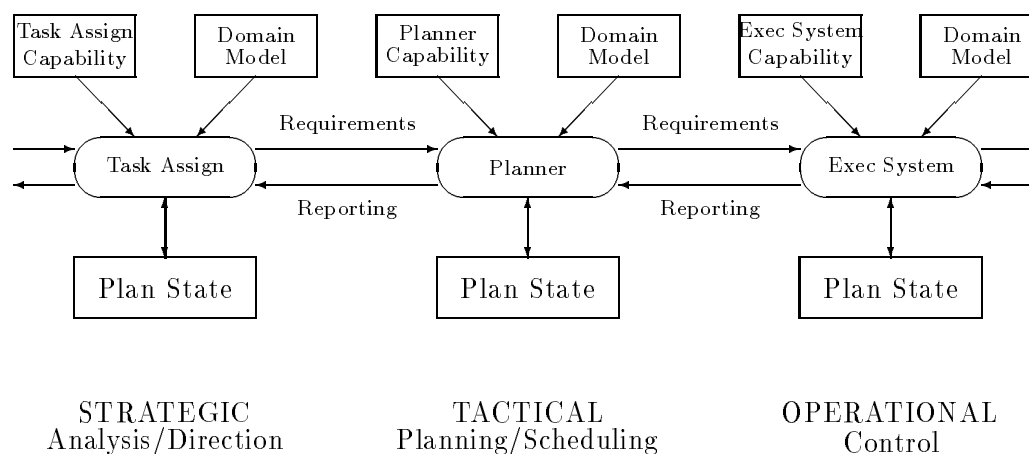 Task Assign
Capability
Domain
Model
Planner
Capability
Domain
Model
Exec System
Capability
Domain
Model
Requirements
Requirements
Task Assign
Planner
Exec System
Reporting
Reporting
Plan State
Plan State
Plan State
STRATEGIC
Analysis/Direction
TACTICAL
Planning/Scheduling
OPERATIONAL
Control